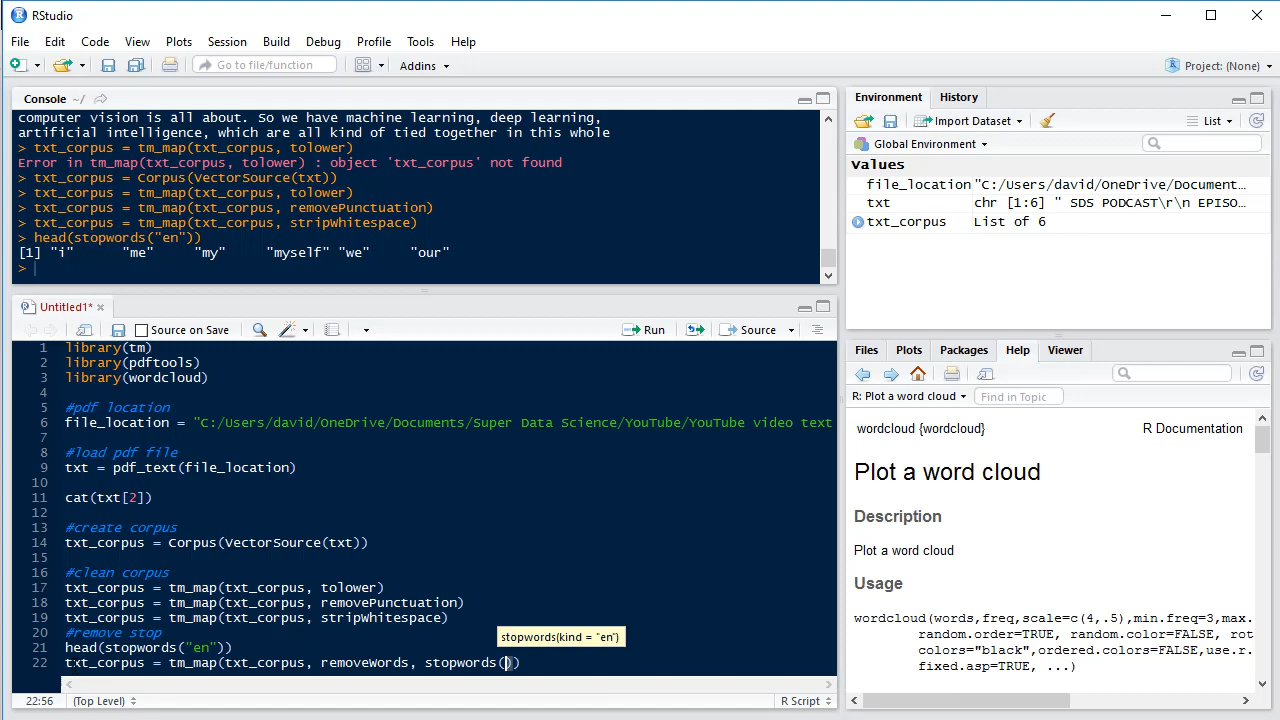 RStudio
File Edit Code View Plots Session Build Debug Profile Tools Help
Go to file/function Addins Project: (None)
Console ~/
computer vision is all about. So we have machine learning, deep learning,
artificial intelligence, which are all kind of tied together in this whole
> txt_corpus = tm_map(txt_corpus, tolower)
Error in tm_map(txt_corpus, tolower) : object 'txt_corpus' not found
> txt_corpus = Corpus(VectorSource(txt))
> txt_corpus = tm_map(txt_corpus, tolower)
> txt_corpus = tm_map(txt_corpus, removePunctuation)
> txt_corpus = tm_map(txt_corpus, stripWhitespace)
> head(stopwords("en"))
[1] "i" "me" "my" "myself" "we" "our"
>
Untitled1*
Source on Save Run Source
1 library(tm)
2 library(pdftools)
3 library(wordcloud)
4
5 #pdf location
6 file_location = "C:/Users/david/OneDrive/Documents/Super Data Science/YouTube/YouTube video text
7
8 #load pdf file
9 txt = pdf_text(file_location)
10
11 cat(txt[2])
12
13 #create corpus
14 txt_corpus = Corpus(VectorSource(txt))
15
16 #clean corpus
17 txt_corpus = tm_map(txt_corpus, tolower)
18 txt_corpus = tm_map(txt_corpus, removePunctuation)
19 txt_corpus = tm_map(txt_corpus, stripWhitespace)
20 #remove stop
stopwords(kind = "en")
21 head(stopwords("en"))
22 txt_corpus = tm_map(txt_corpus, removeWords, stopwords())
22:56 (Top Level) R Script
Environment History
Import Dataset List
Global Environment
values
file_location "C:/Users/david/OneDrive/Document…
txt chr [1:6] " SDS PODCAST\r\n EPISO…
txt_corpus List of 6
Files Plots Packages Help Viewer
R: Plot a word cloud Find in Topic
wordcloud {wordcloud} R Documentation
Plot a word cloud
Description
Plot a word cloud
Usage
wordcloud(words,freq,scale=c(4,.5),min.freq=3,max.
random.order=TRUE, random.color=FALSE, rot
colors="black",ordered.colors=FALSE,use.r.
fixed.asp=TRUE, ...)